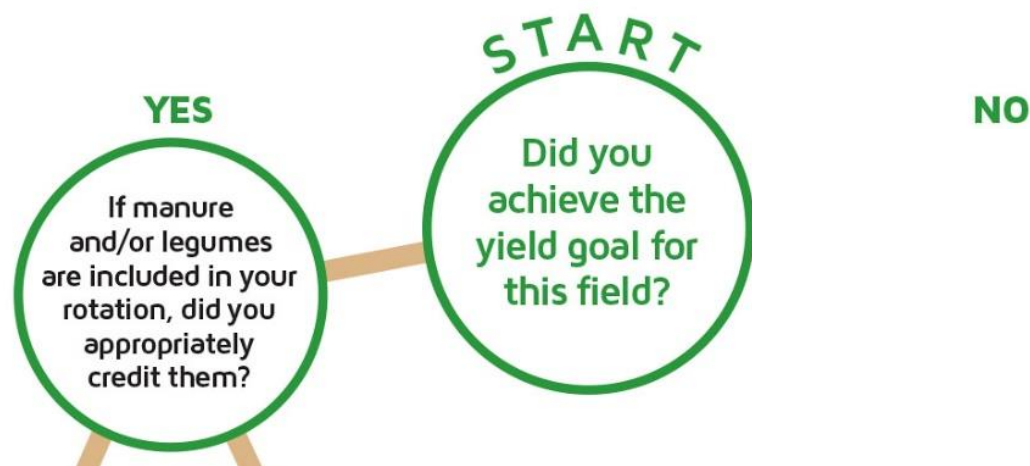 START
Did you
achieve the
yield goal for
this field?
YES
If manure
and/or legumes
are included in your
rotation, did you
appropriately
credit them?
NO